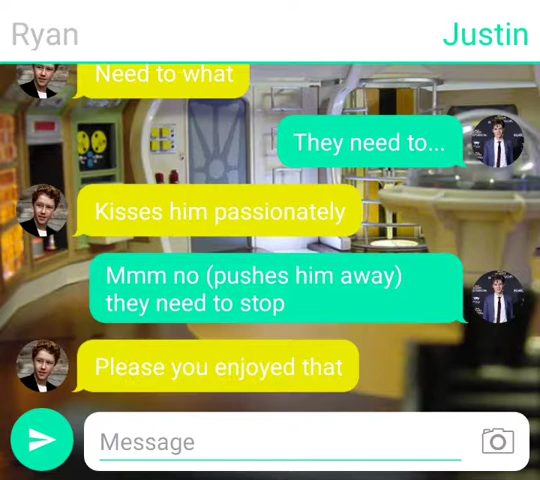 Ryan
Justin
Need to what
They need to...
Kisses him passionately
Mmm no (pushes him away)
they need to stop
Please you enjoyed that
Message